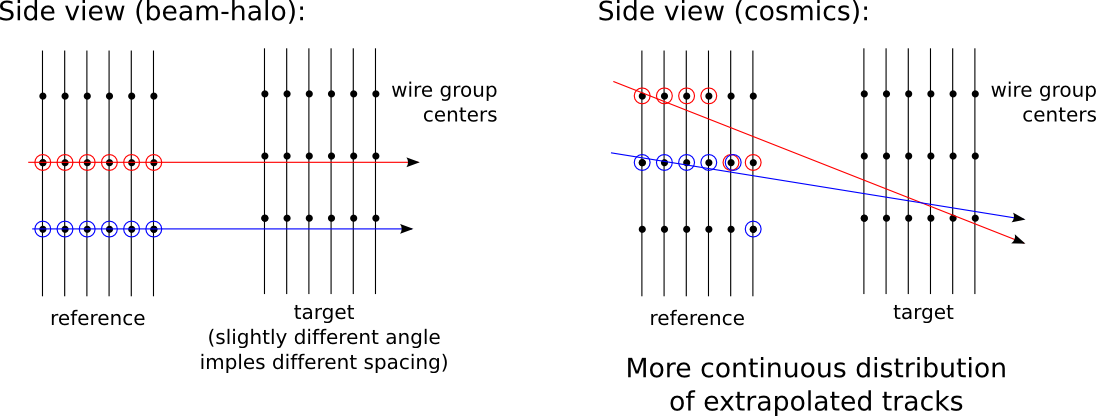 Side view (beam-halo):
wire group
centers
reference
target
(slightly different angle
imples different spacing)
Side view (cosmics):
wire group
centers
reference
target
More continuous distribution
of extrapolated tracks